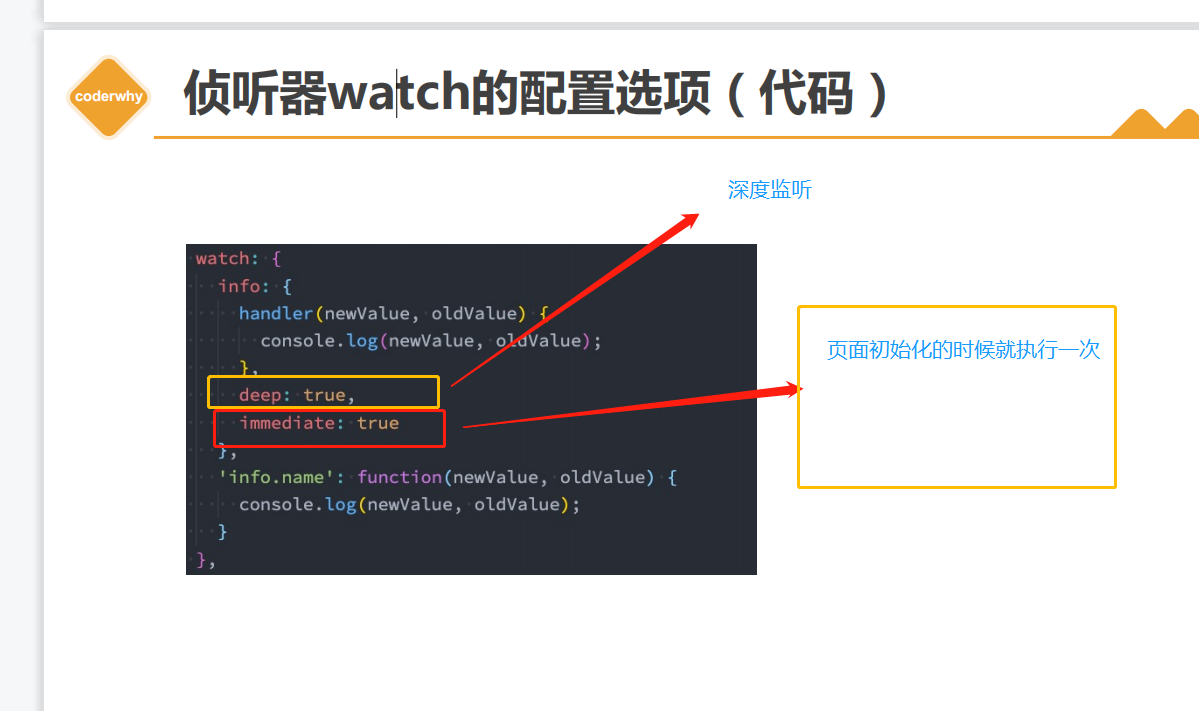 coderwhy
侦听器watch的配置选项（代码）
深度监听
watch: {
info: {
handler(newValue, oldValue) {
console.log(newValue, oldValue);
},
deep: true,
immediate: true
},
'info.name': function(newValue, oldValue) {
console.log(newValue, oldValue);
}
},
页面初始化的时候就执行一次